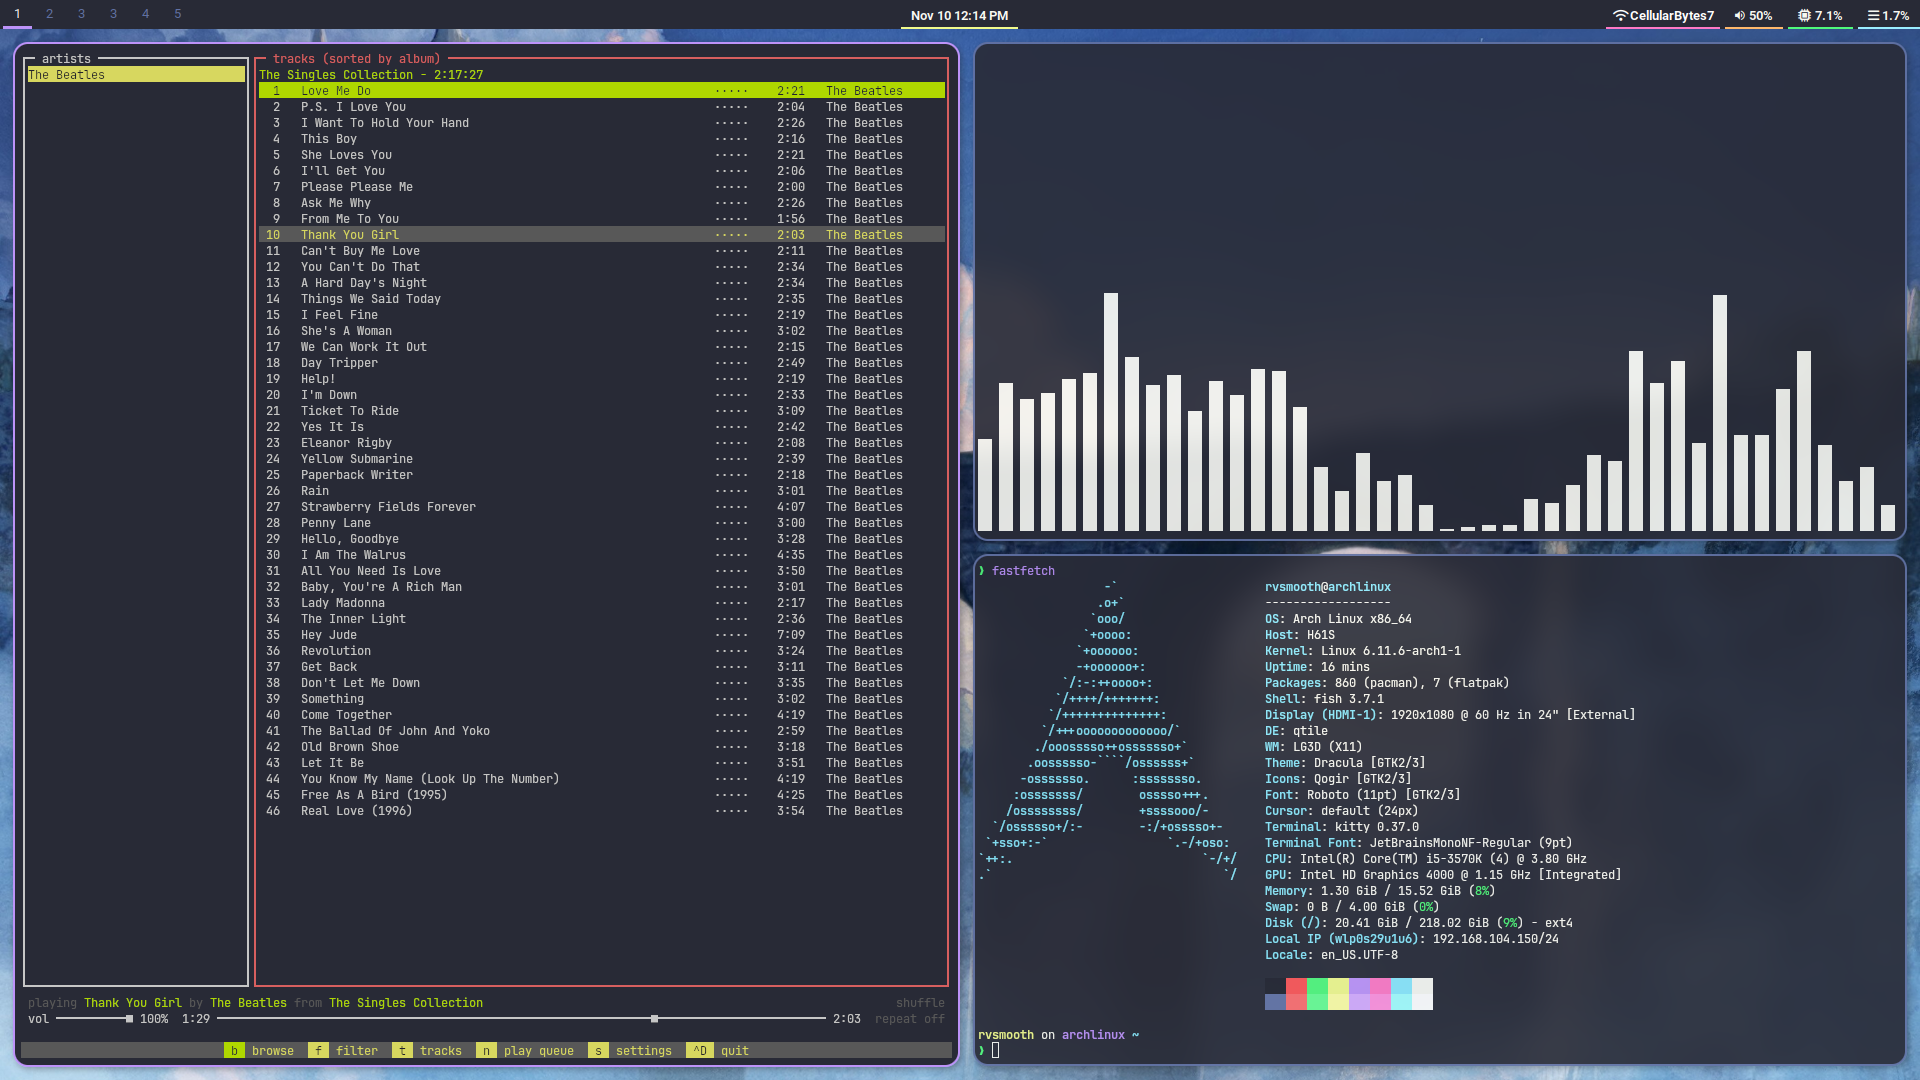 1 2 3 3 4 5
Nov 10 12:14 PM
CellularBytes7 50% 7.1% 1.7%
artists
The Beatles
tracks (sorted by album)
The Singles Collection - 2:17:27
1 Love Me Do ····· 2:21 The Beatles
2 P.S. I Love You ····· 2:04 The Beatles
3 I Want To Hold Your Hand ····· 2:26 The Beatles
4 This Boy ····· 2:16 The Beatles
5 She Loves You ····· 2:21 The Beatles
6 I'll Get You ····· 2:06 The Beatles
7 Please Please Me ····· 2:00 The Beatles
8 Ask Me Why ····· 2:26 The Beatles
9 From Me To You ····· 1:56 The Beatles
10 Thank You Girl ····· 2:03 The Beatles
11 Can't Buy Me Love ····· 2:11 The Beatles
12 You Can't Do That ····· 2:34 The Beatles
13 A Hard Day's Night ····· 2:34 The Beatles
14 Things We Said Today ····· 2:35 The Beatles
15 I Feel Fine ····· 2:19 The Beatles
16 She's A Woman ····· 3:02 The Beatles
17 We Can Work It Out ····· 2:15 The Beatles
18 Day Tripper ····· 2:49 The Beatles
19 Help! ····· 2:19 The Beatles
20 I'm Down ····· 2:33 The Beatles
21 Ticket To Ride ····· 3:09 The Beatles
22 Yes It Is ····· 2:42 The Beatles
23 Eleanor Rigby ····· 2:08 The Beatles
24 Yellow Submarine ····· 2:39 The Beatles
25 Paperback Writer ····· 2:18 The Beatles
26 Rain ····· 3:01 The Beatles
27 Strawberry Fields Forever ····· 4:07 The Beatles
28 Penny Lane ····· 3:00 The Beatles
29 Hello, Goodbye ····· 3:28 The Beatles
30 I Am The Walrus ····· 4:35 The Beatles
31 All You Need Is Love ····· 3:50 The Beatles
32 Baby, You're A Rich Man ····· 3:01 The Beatles
33 Lady Madonna ····· 2:17 The Beatles
34 The Inner Light ····· 2:36 The Beatles
35 Hey Jude ····· 7:09 The Beatles
36 Revolution ····· 3:24 The Beatles
37 Get Back ····· 3:11 The Beatles
38 Don't Let Me Down ····· 3:35 The Beatles
39 Something ····· 3:02 The Beatles
40 Come Together ····· 4:19 The Beatles
41 The Ballad Of John And Yoko ····· 2:59 The Beatles
42 Old Brown Shoe ····· 3:18 The Beatles
43 Let It Be ····· 3:51 The Beatles
44 You Know My Name (Look Up The Number) ····· 4:19 The Beatles
45 Free As A Bird (1995) ····· 4:25 The Beatles
46 Real Love (1996) ····· 3:54 The Beatles
playing Thank You Girl by The Beatles from The Singles Collection shuffle
vol 100% 1:29 2:03 repeat off
b browse f filter t tracks n play queue s settings ^D quit
❯ fastfetch
rvsmooth@archlinux
------------------
OS: Arch Linux x86_64
Host: H61S
Kernel: Linux 6.11.6-arch1-1
Uptime: 16 mins
Packages: 860 (pacman), 7 (flatpak)
Shell: fish 3.7.1
Display (HDMI-1): 1920x1080 @ 60 Hz in 24" [External]
DE: qtile
WM: LG3D (X11)
Theme: Dracula [GTK2/3]
Icons: Qogir [GTK2/3]
Font: Roboto (11pt) [GTK2/3]
Cursor: default (24px)
Terminal: kitty 0.37.0
Terminal Font: JetBrainsMonoNF-Regular (9pt)
CPU: Intel(R) Core(TM) i5-3570K (4) @ 3.80 GHz
GPU: Intel HD Graphics 4000 @ 1.15 GHz [Integrated]
Memory: 1.30 GiB / 15.52 GiB (8%)
Swap: 0 B / 4.00 GiB (0%)
Disk (/): 20.41 GiB / 218.02 GiB (9%) - ext4
Local IP (wlp0s29u1u6): 192.168.104.150/24
Locale: en_US.UTF-8
rvsmooth on archlinux ~
❯